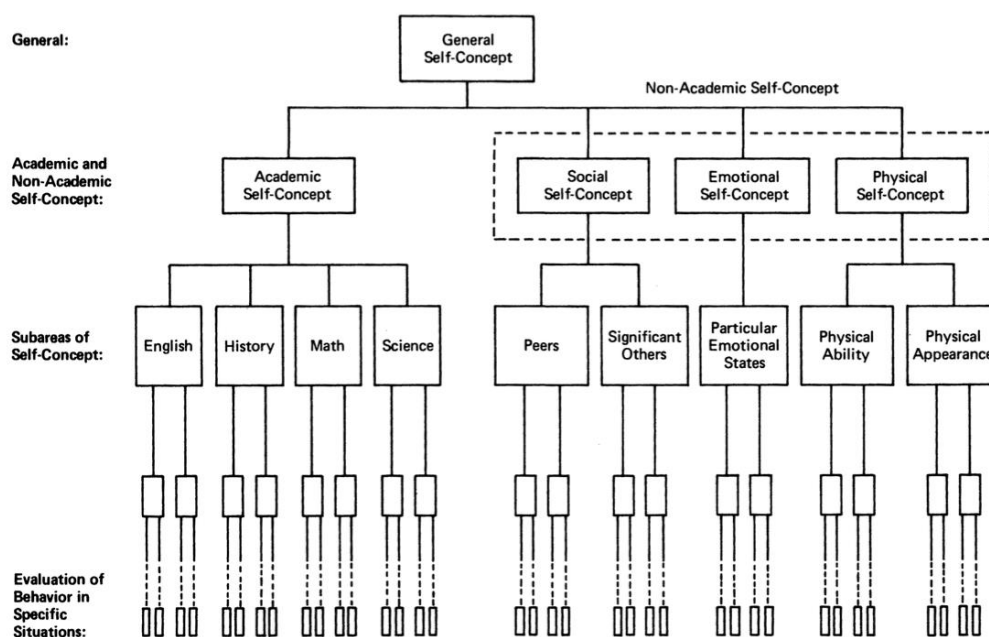 General:
General
Self-Concept
Non-Academic Self-Concept
Academic and
Non-Academic
Self-Concept:
Academic
Self-Concept
Social
Self-Concept
Emotional
Self-Concept
Physical
Self-Concept
Subareas of
Self-Concept:
English
History
Math
Science
Peers
Significant
Others
Particular
Emotional
States
Physical
Ability
Physical
Appearance
Evaluation of
Behavior in
Specific
Situations: